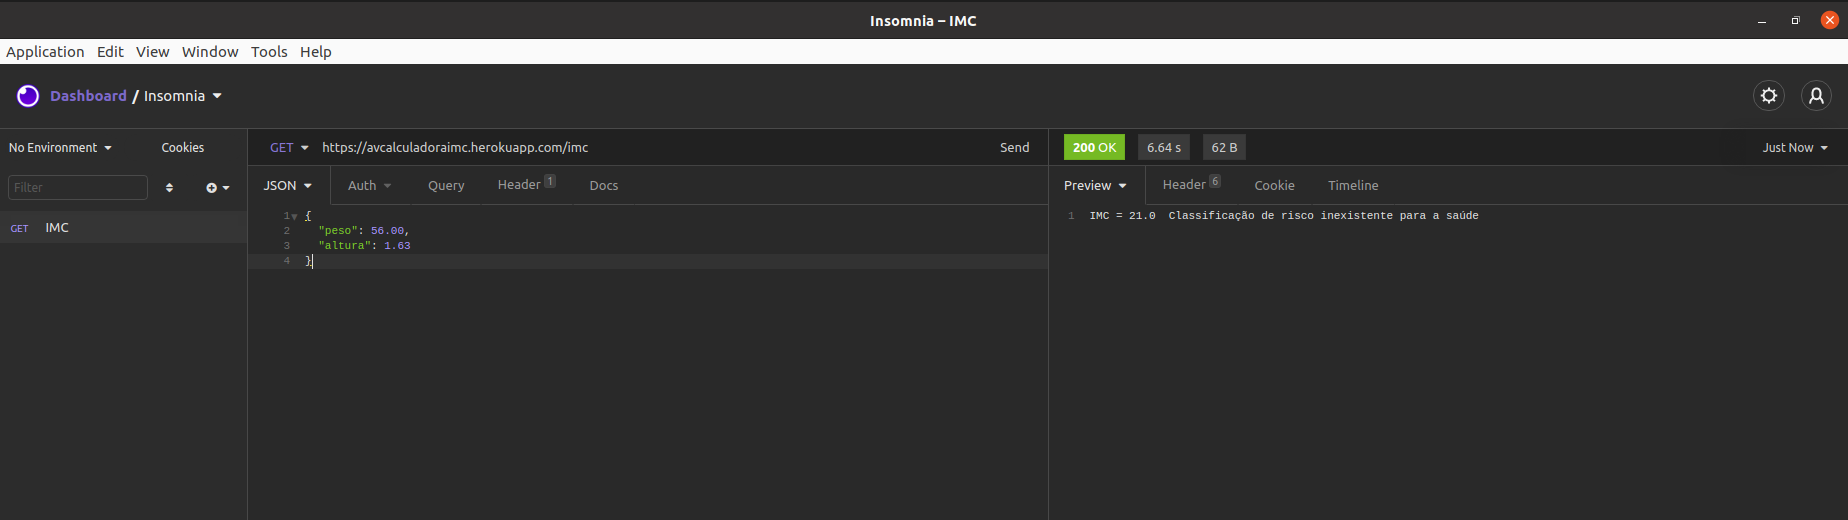 Insomnia – IMC
Application Edit View Window Tools Help
Dashboard / Insomnia
No Environment Cookies
GET https://avcalculadoraimc.herokuapp.com/imc Send
200 OK 6.64 s 62 B Just Now
Filter
JSON Auth Query Header 1 Docs
Preview Header 6 Cookie Timeline
GET IMC
1 {
2 "peso": 56.00,
3 "altura": 1.63
4 }
1 IMC = 21.0 Classificação de risco inexistente para a saúde